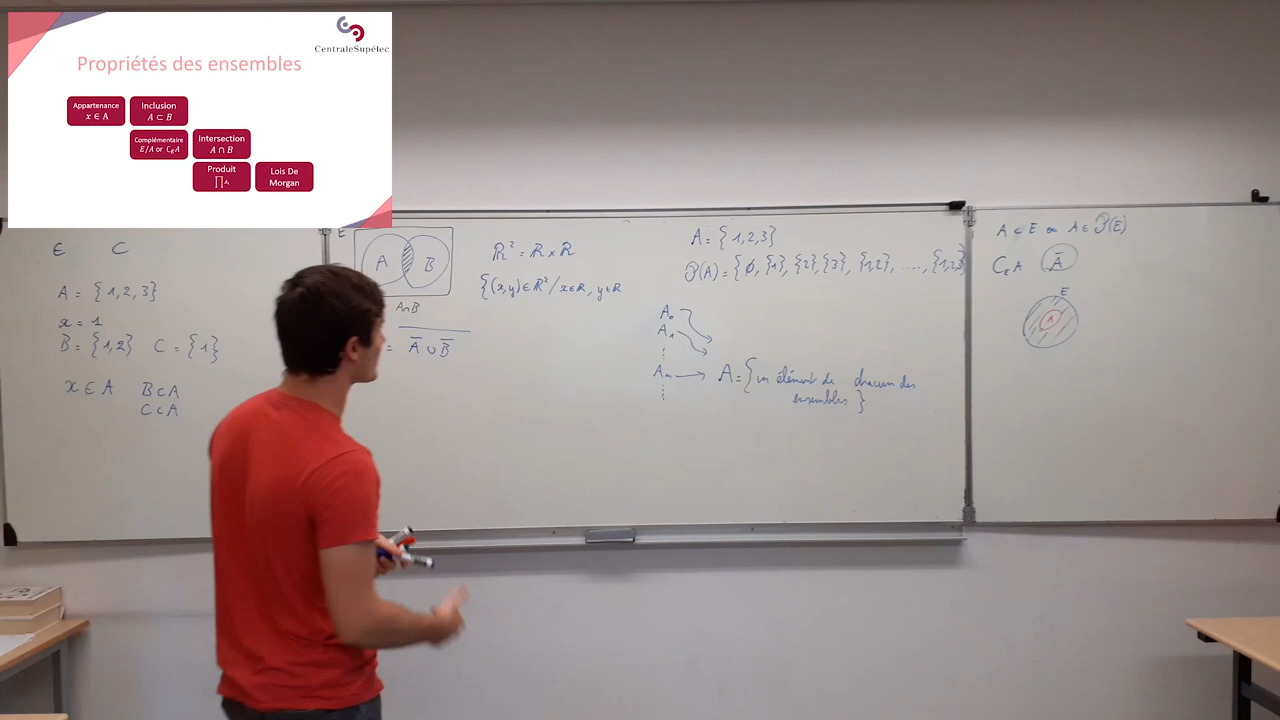 CentraleSupélec
Propriétés des ensembles
Appartenance
x ∈ A
Inclusion
A ⊂ B
Complémentaire
E/A or ∁_E A
Intersection
A ∩ B
Produit
∏ A_i
Lois De
Morgan
∈ ⊂
A = {1,2,3}
x = 1
B = {1,2} C = {1}
x ∈ A B ⊂ A
C ⊂ A
E
A B
A∩B
= A̅ ∪ B̅
ℝ² = ℝ × ℝ
{(x,y) ∈ ℝ² / x ∈ ℝ, y ∈ ℝ
A = {1,2,3}
𝒫(A) = {∅, {1}, {2}, {3}, {1,2}, ...., {1,2,3}
A₀
A₁
⋮
Aₙ → A = {un élément de chacun des
ensembles }
⋮
A ⊂ E A ∈ 𝒫(E)
C_E A A̅
E
A